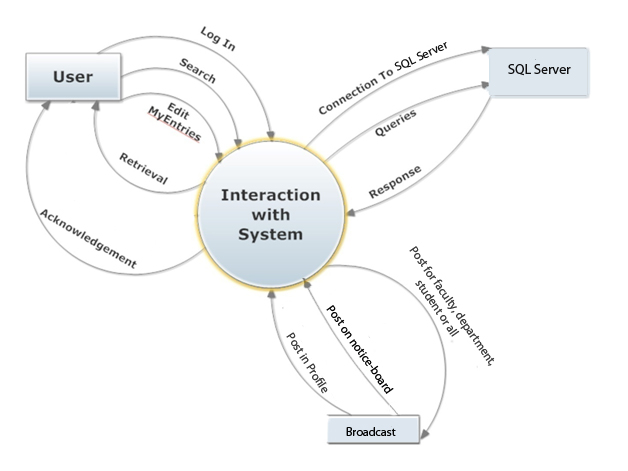 Log In
User
Search
Edit
MyEntries
Retrieval
Acknowledgement
Connection To SQL Server
SQL Server
Queries
Response
Interaction
with
System
Post for faculty, department,
student or all
Post on notice-board
Post in Profile
Broadcast